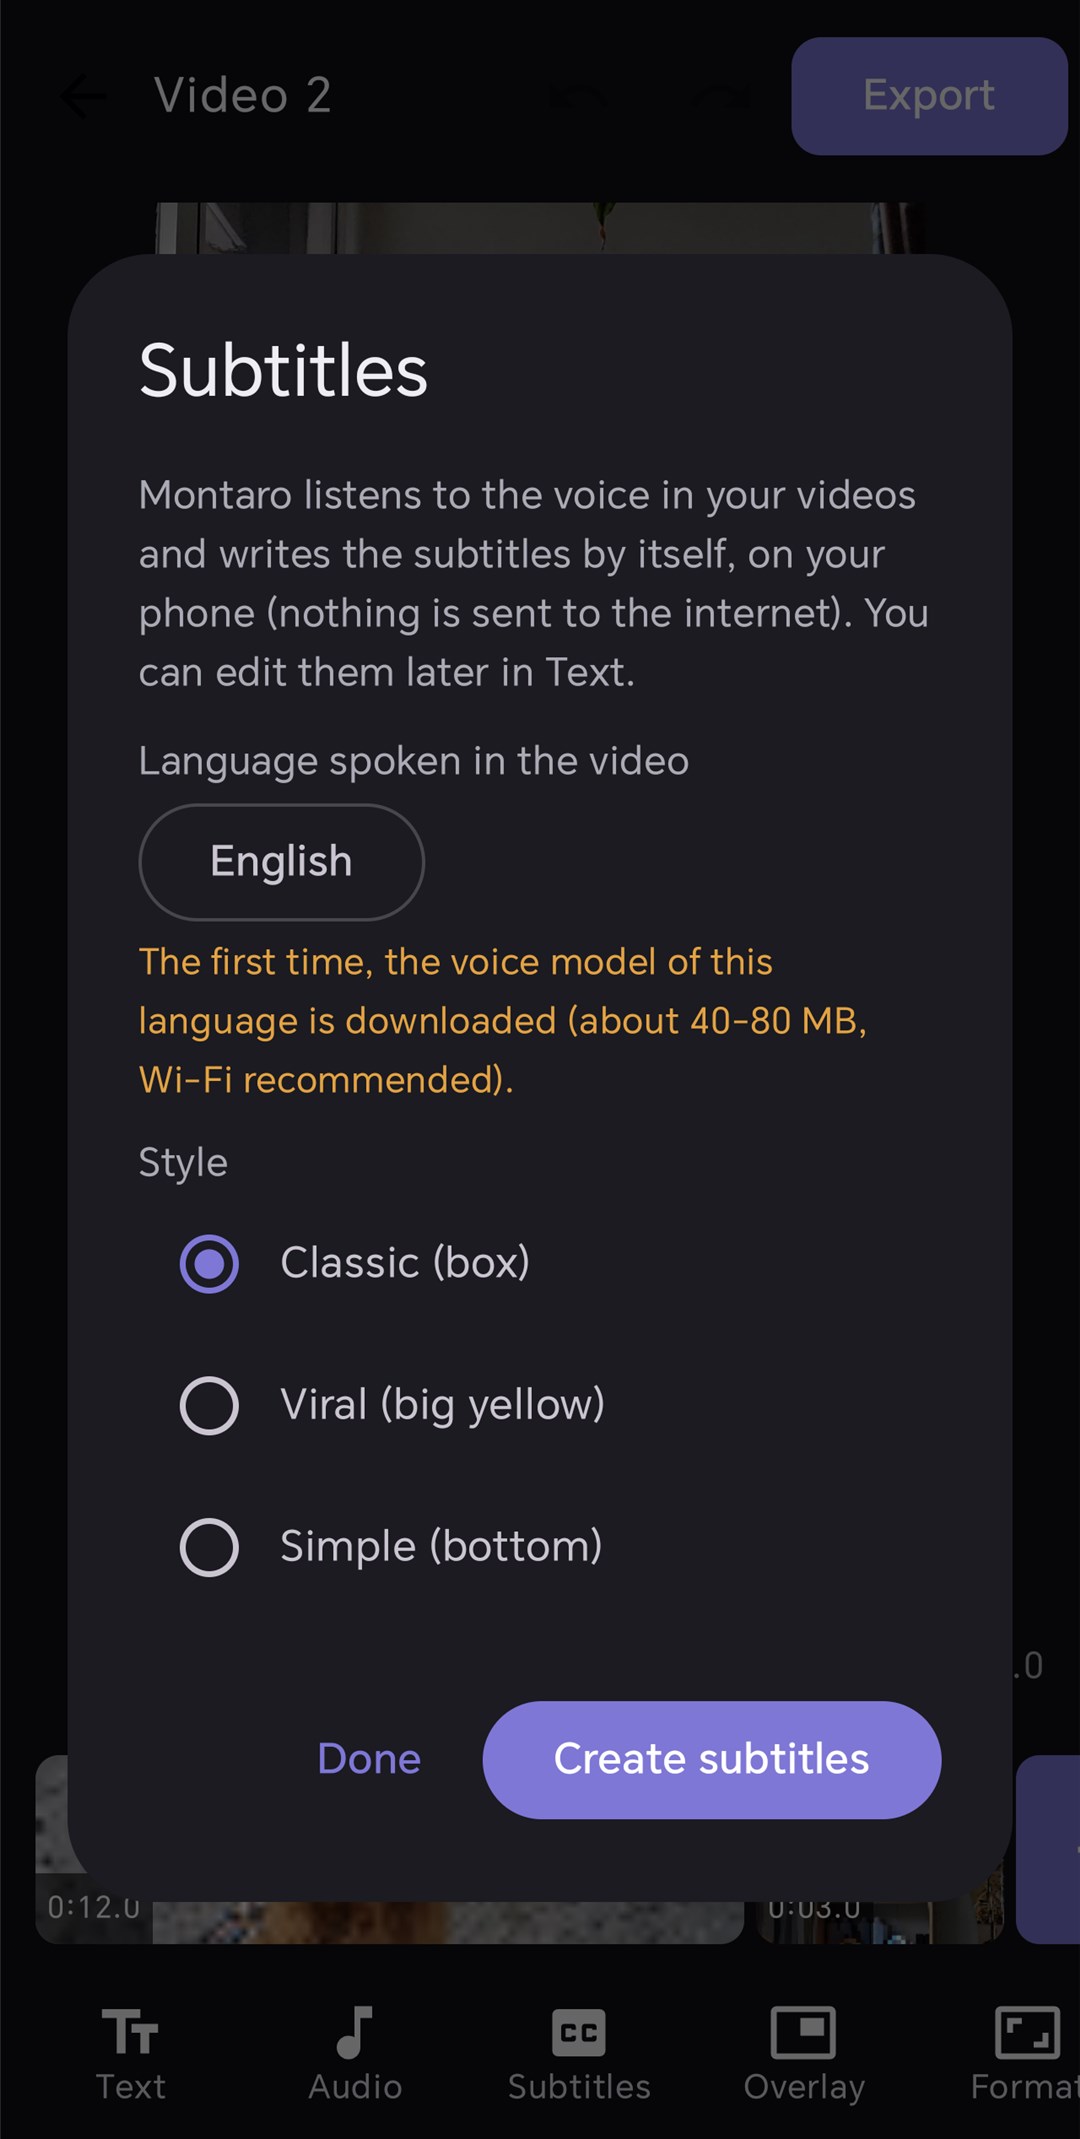 Video 2
Export
Subtitles
Montaro listens to the voice in your videos
and writes the subtitles by itself, on your
phone (nothing is sent to the internet). You
can edit them later in Text.
Language spoken in the video
English
The first time, the voice model of this
language is downloaded (about 40-80 MB,
Wi-Fi recommended).
Style
Classic (box)
Viral (big yellow)
Simple (bottom)
.0
Done
Create subtitles
0:12.0
0:03.0
Text
Audio
CC
Subtitles
Overlay
Format